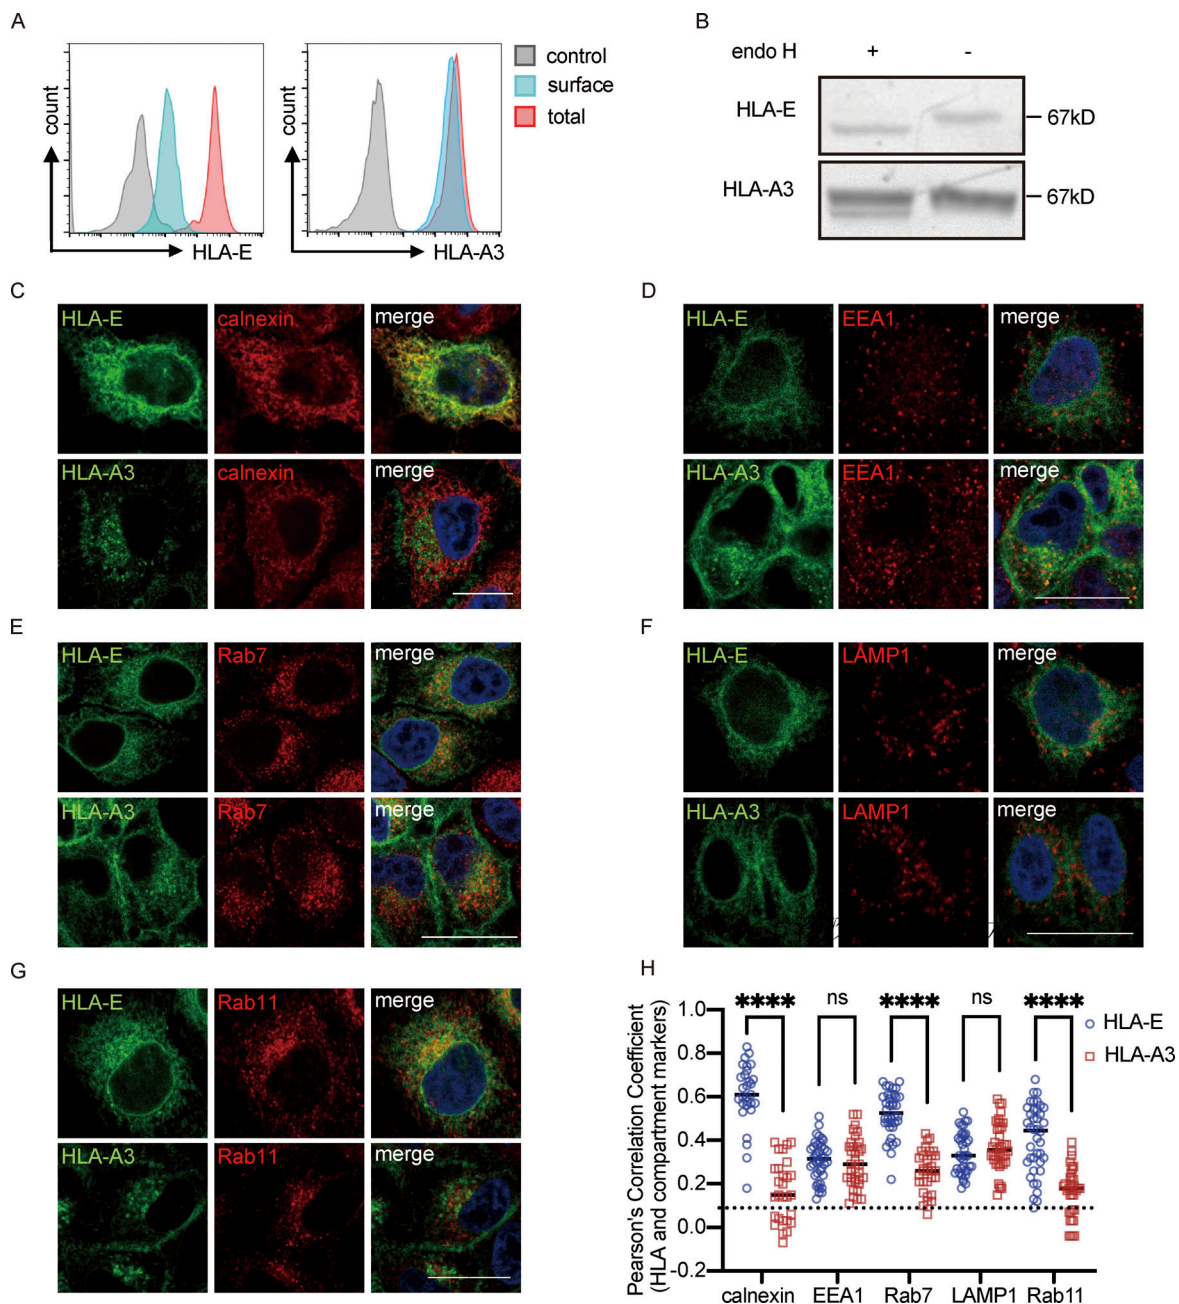 A
count
HLA-E
count
HLA-A3
control
surface
total
B
endo H + -
HLA-E
67kD
HLA-A3
67kD
C
HLA-E calnexin merge
HLA-A3 calnexin merge
D
HLA-E EEA1 merge
HLA-A3 EEA1 merge
E
HLA-E Rab7 merge
HLA-A3 Rab7 merge
F
HLA-E LAMP1 merge
HLA-A3 LAMP1 merge
G
HLA-E Rab11 merge
HLA-A3 Rab11 merge
H
**** ns **** ns ****
HLA-E
HLA-A3
Pearson's Correlation Coefficient
(HLA and compartment markers)
1.0
0.8
0.6
0.4
0.2
0.0
-0.2
calnexin EEA1 Rab7 LAMP1 Rab11